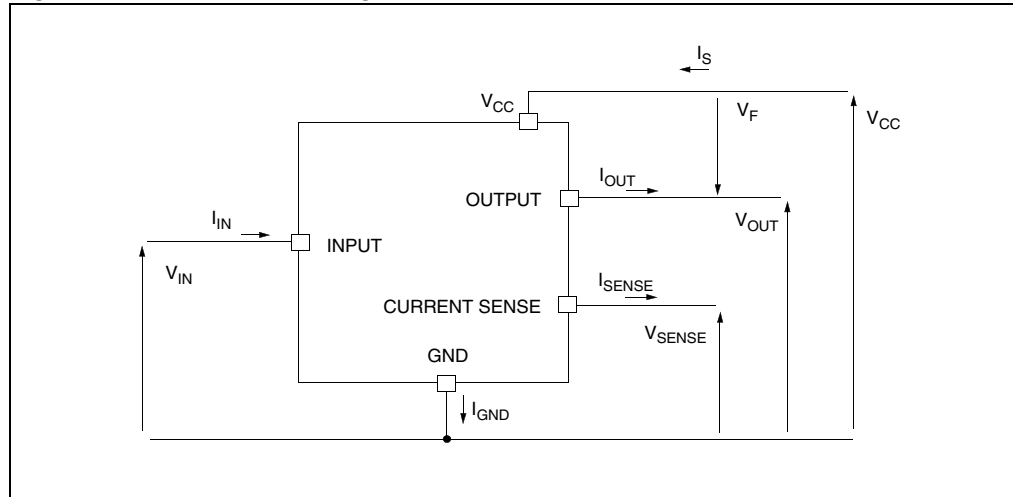 I_S
V_CC
V_F
V_CC
I_OUT
OUTPUT
V_OUT
I_IN
INPUT
V_IN
I_SENSE
CURRENT SENSE
V_SENSE
GND
I_GND